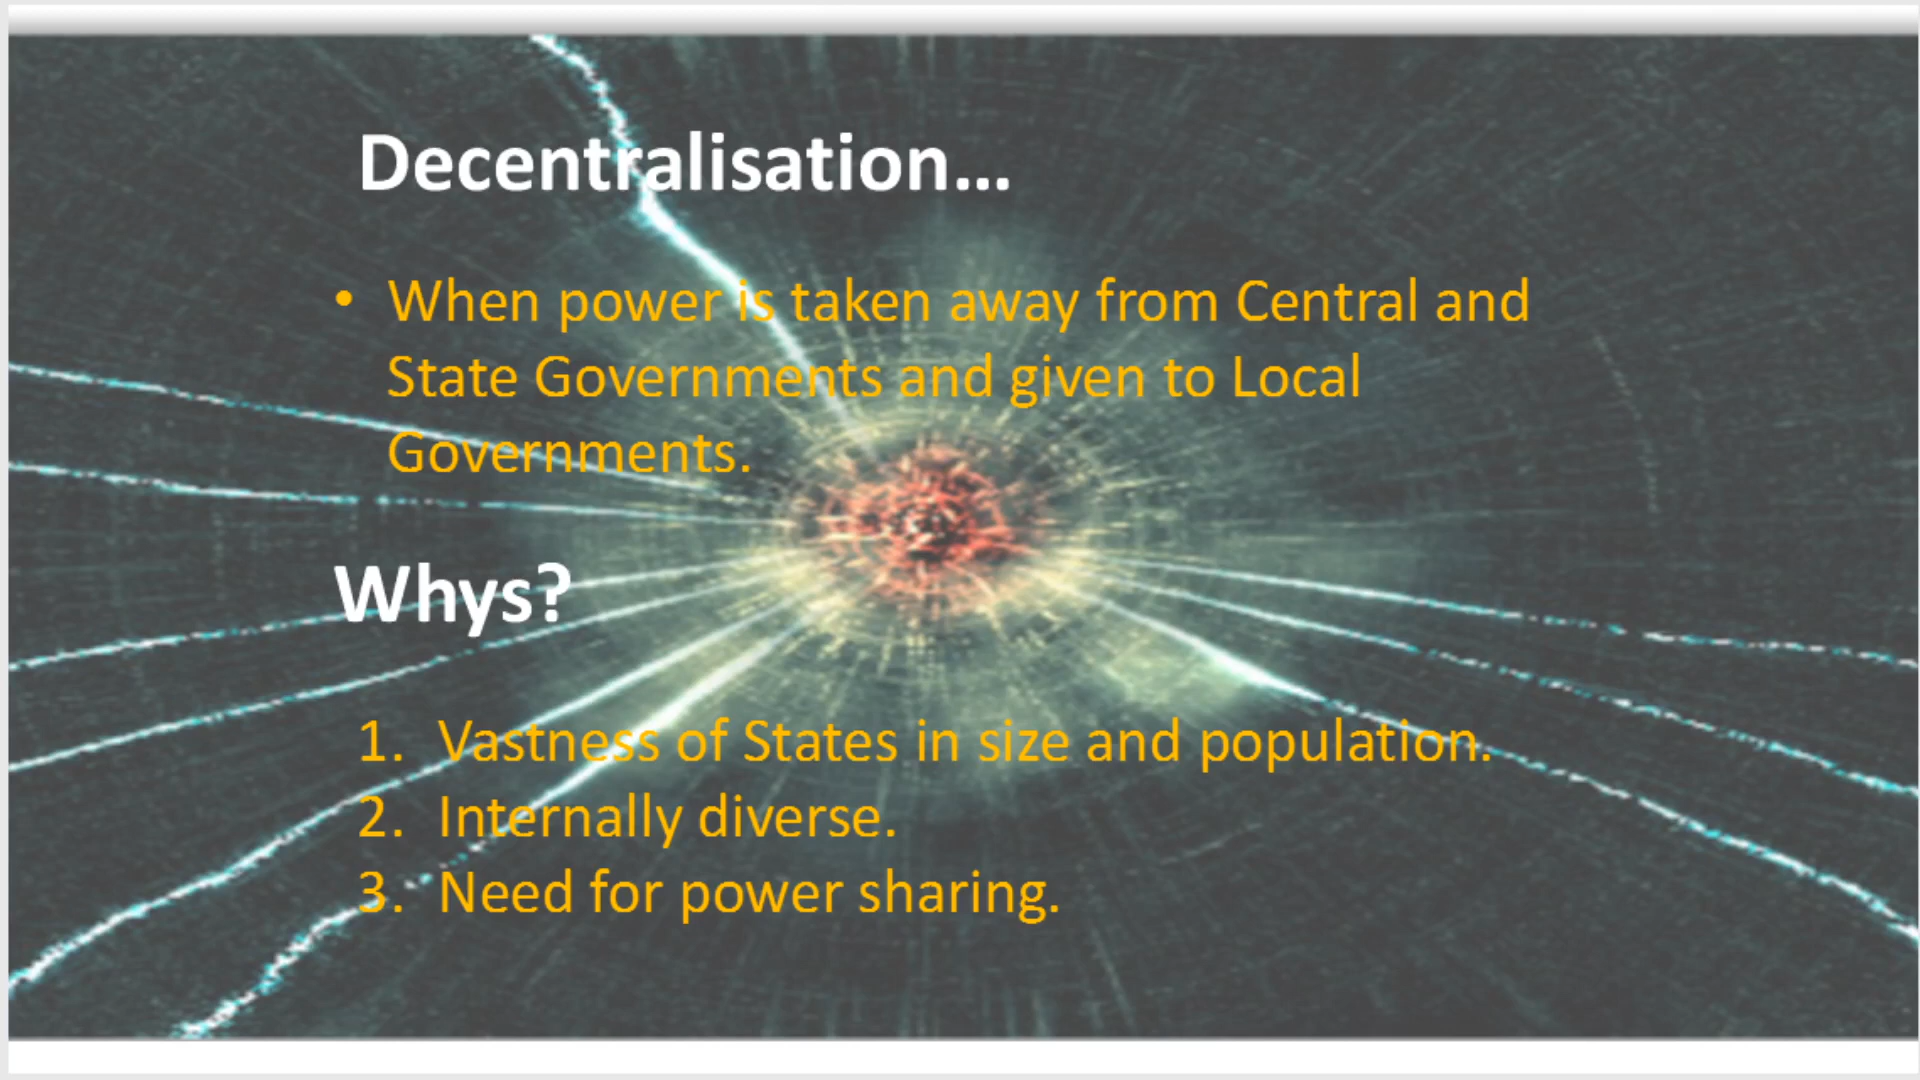 Decentralisation...
• When power is taken away from Central and
State Governments and given to Local
Governments.
Whys?
1. Vastness of States in size and population.
2. Internally diverse.
3. Need for power sharing.